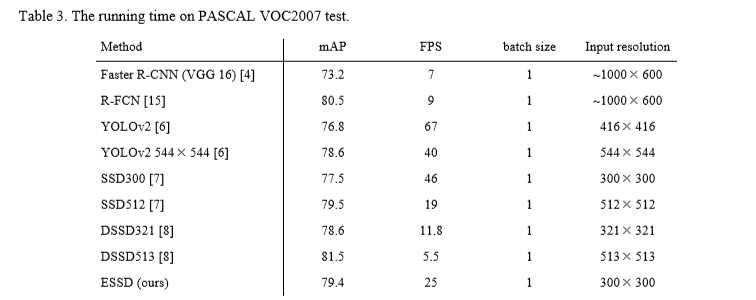 Table 3. The running time on PASCAL VOC2007 test.
Method mAP FPS batch size Input resolution
Faster R-CNN (VGG 16) [4] 73.2 7 1 ~1000 × 600
R-FCN [15] 80.5 9 1 ~1000 × 600
YOLOv2 [6] 76.8 67 1 416 × 416
YOLOv2 544 × 544 [6] 78.6 40 1 544 × 544
SSD300 [7] 77.5 46 1 300 × 300
SSD512 [7] 79.5 19 1 512 × 512
DSSD321 [8] 78.6 11.8 1 321 × 321
DSSD513 [8] 81.5 5.5 1 513 × 513
ESSD (ours) 79.4 25 1 300 × 300